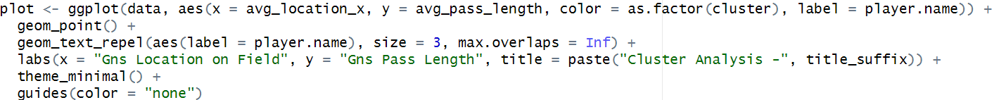 plot <- ggplot(data, aes(x = avg_location_x, y = avg_pass_length, color = as.factor(cluster), label = player.name)) +
  geom_point() +
  geom_text_repel(aes(label = player.name), size = 3, max.overlaps = Inf) +
  labs(x = "Gns Location on Field", y = "Gns Pass Length", title = paste("Cluster Analysis -", title_suffix)) +
  theme_minimal() +
  guides(color = "none")